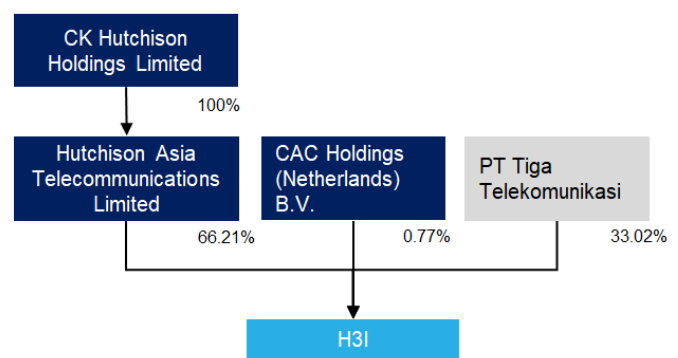 CK Hutchison
Holdings Limited
100%
Hutchison Asia
Telecommunications
Limited
CAC Holdings
(Netherlands)
B.V.
PT Tiga
Telekomunikasi
66.21%
0.77%
33.02%
H3I